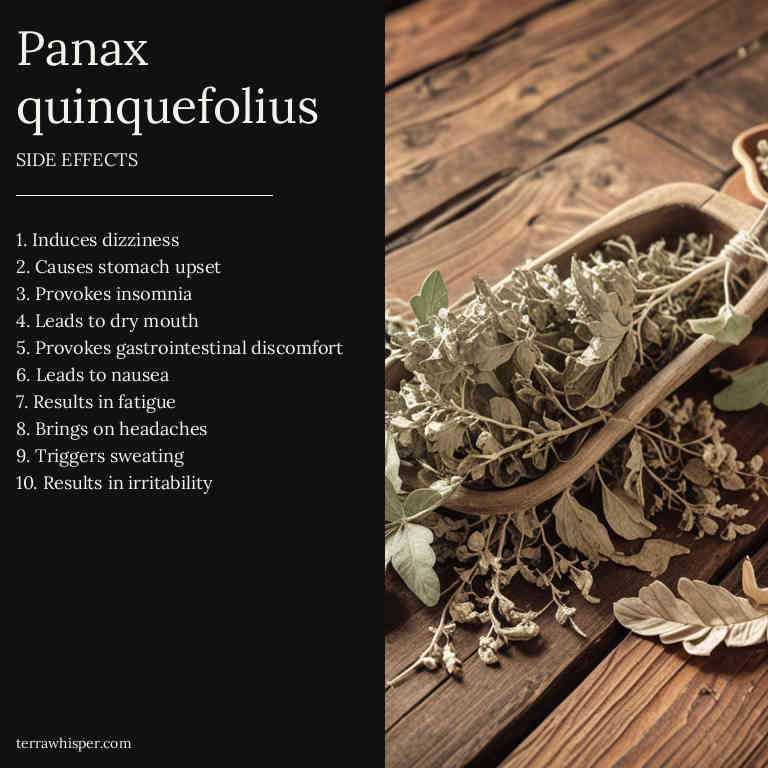 Panax
quinquefolius
SIDE EFFECTS
1. Induces dizziness
2. Causes stomach upset
3. Provokes insomnia
4. Leads to dry mouth
5. Provokes gastrointestinal discomfort
6. Leads to nausea
7. Results in fatigue
8. Brings on headaches
9. Triggers sweating
10. Results in irritability
terrawhisper.com